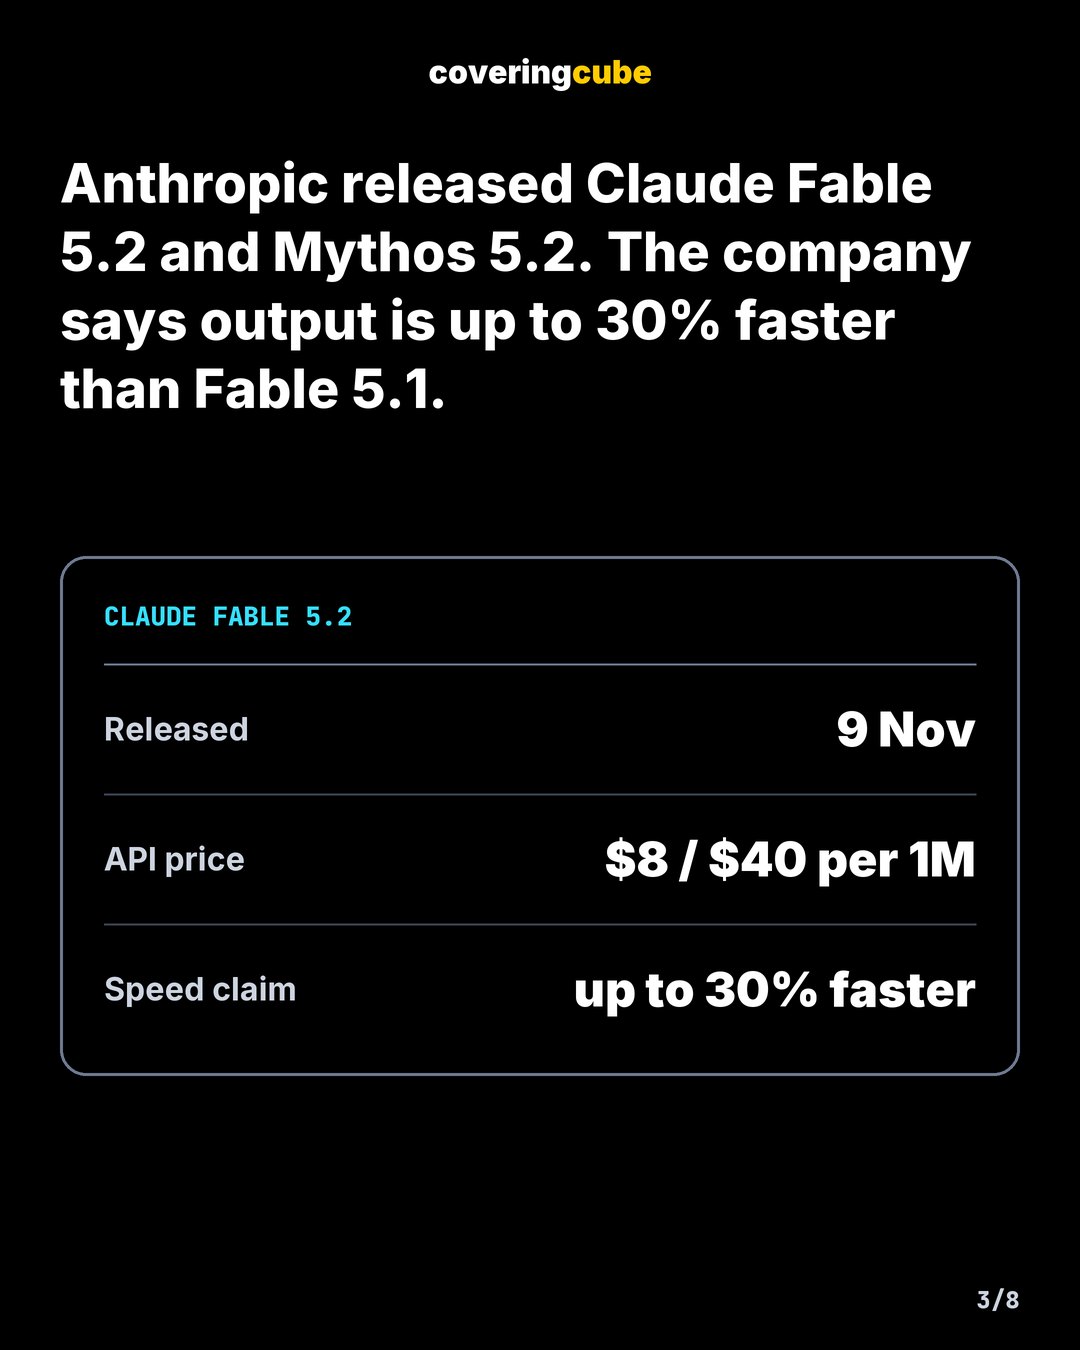 coveringcube
Anthropic released Claude Fable
5.2 and Mythos 5.2. The company
says output is up to 30% faster
than Fable 5.1.
CLAUDE FABLE 5.2
Released 9 Nov
API price $8 / $40 per 1M
Speed claim up to 30% faster
3/8